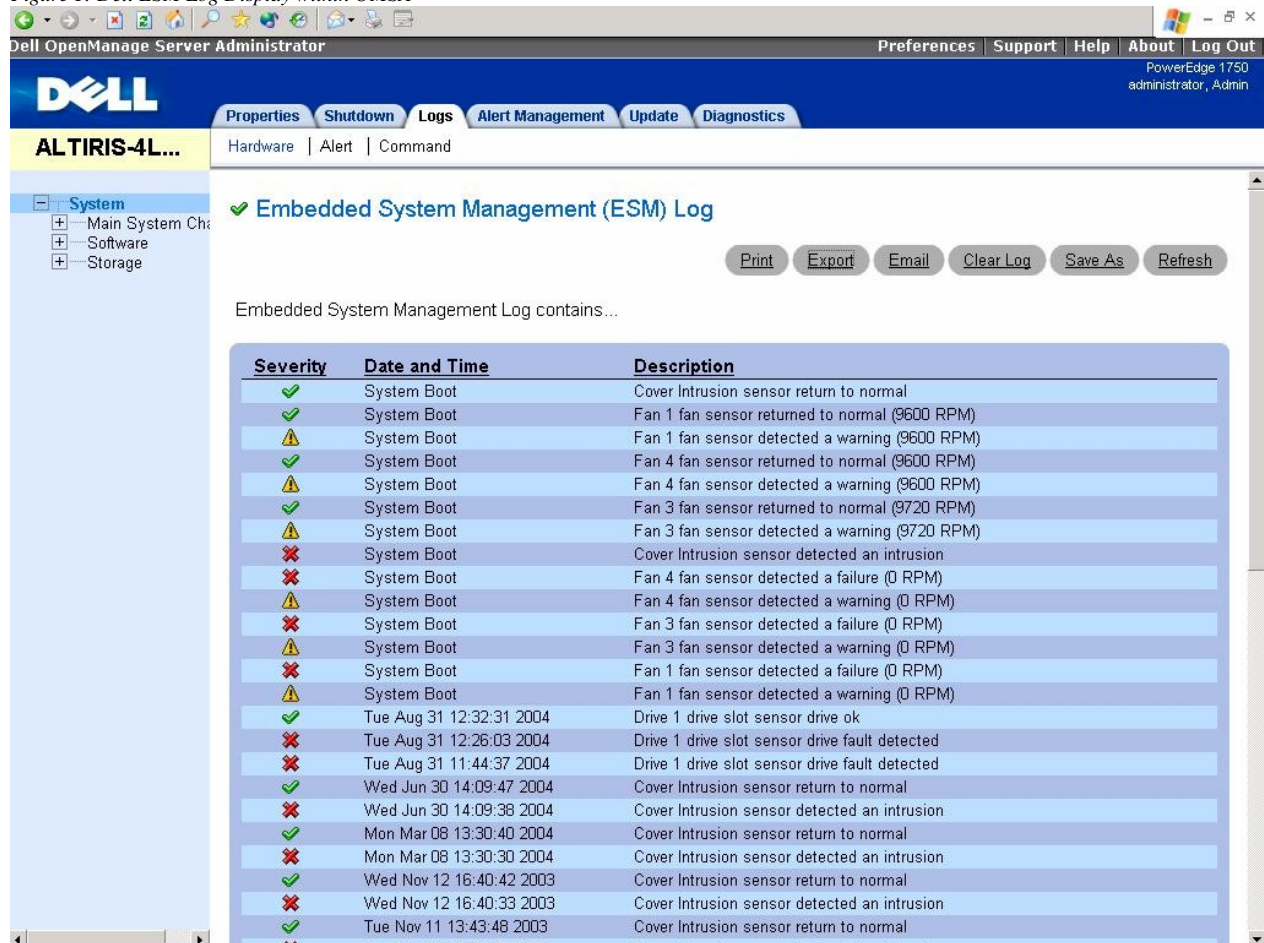 Figure 1: Dell ESM Log Display within OMSA
Dell OpenManage Server Administrator
Preferences | Support | Help | About | Log Out
PowerEdge 1750
administrator, Admin
DELL
Properties Shutdown Logs Alert Management Update Diagnostics
ALTIRIS-4L...
Hardware | Alert | Command
System
Main System Cha
Software
Storage
Embedded System Management (ESM) Log
Print Export Email Clear Log Save As Refresh
Embedded System Management Log contains...
Severity Date and Time Description
System Boot Cover Intrusion sensor return to normal
System Boot Fan 1 fan sensor returned to normal (9600 RPM)
System Boot Fan 1 fan sensor detected a warning (9600 RPM)
System Boot Fan 4 fan sensor returned to normal (9600 RPM)
System Boot Fan 4 fan sensor detected a warning (9600 RPM)
System Boot Fan 3 fan sensor returned to normal (9720 RPM)
System Boot Fan 3 fan sensor detected a warning (9720 RPM)
System Boot Cover Intrusion sensor detected an intrusion
System Boot Fan 4 fan sensor detected a failure (0 RPM)
System Boot Fan 4 fan sensor detected a warning (0 RPM)
System Boot Fan 3 fan sensor detected a failure (0 RPM)
System Boot Fan 3 fan sensor detected a warning (0 RPM)
System Boot Fan 1 fan sensor detected a failure (0 RPM)
System Boot Fan 1 fan sensor detected a warning (0 RPM)
Tue Aug 31 12:32:31 2004 Drive 1 drive slot sensor drive ok
Tue Aug 31 12:26:03 2004 Drive 1 drive slot sensor drive fault detected
Tue Aug 31 11:44:37 2004 Drive 1 drive slot sensor drive fault detected
Wed Jun 30 14:09:47 2004 Cover Intrusion sensor return to normal
Wed Jun 30 14:09:38 2004 Cover Intrusion sensor detected an intrusion
Mon Mar 08 13:30:40 2004 Cover Intrusion sensor return to normal
Mon Mar 08 13:30:30 2004 Cover Intrusion sensor detected an intrusion
Wed Nov 12 16:40:42 2003 Cover Intrusion sensor return to normal
Wed Nov 12 16:40:33 2003 Cover Intrusion sensor detected an intrusion
Tue Nov 11 13:43:48 2003 Cover Intrusion sensor return to normal